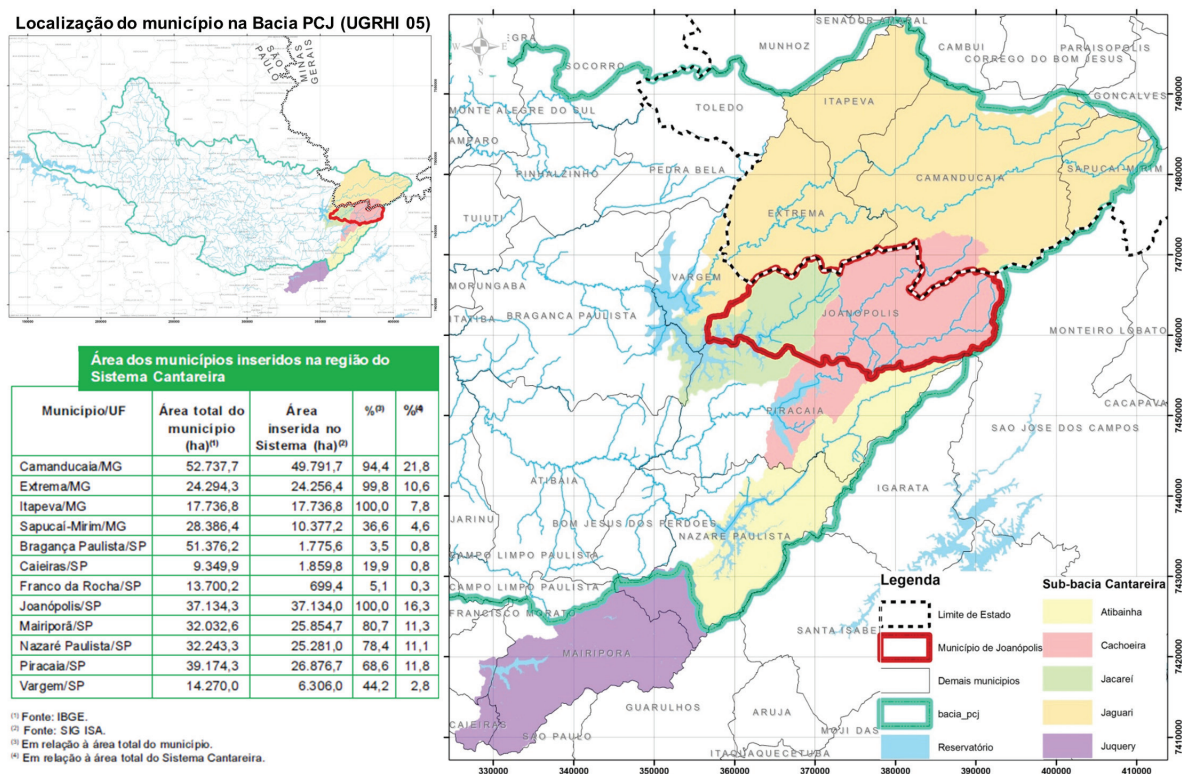 Localização do município na Bacia PCJ (UGRHI 05)
SÃO PAULO
MINAS GERAIS
Área dos municípios inseridos na região do
Sistema Cantareira
Município/UF Área total do município (ha)(1) Área inserida no Sistema (ha)(2) %(3) %(4)
Camanducaia/MG 52.737,7 49.791,7 94,4 21,8
Extrema/MG 24.294,3 24.256,4 99,8 10,6
Itapeva/MG 17.736,8 17.736,8 100,0 7,8
Sapucaí-Mirim/MG 28.386,4 10.377,2 36,6 4,6
Bragança Paulista/SP 51.376,2 1.775,6 3,5 0,8
Caieiras/SP 9.349,9 1.859,8 19,9 0,8
Franco da Rocha/SP 13.700,2 699,4 5,1 0,3
Joanópolis/SP 37.134,3 37.134,0 100,0 16,3
Mairiporã/SP 32.032,6 25.854,7 80,7 11,3
Nazaré Paulista/SP 32.243,3 25.281,0 78,4 11,1
Piracaia/SP 39.174,3 26.876,7 68,6 11,8
Vargem/SP 14.270,0 6.306,0 44,2 2,8
(1) Fonte: IBGE.
(2) Fonte: SIG ISA.
(3) Em relação à área total do município.
(4) Em relação à área total do Sistema Cantareira.
N
W E
S
SENADOR AMARAL
EGRA
MUNHOZ
CAMBUI
PARAISOPOLIS
CORREGO DO BOM JESUS
SOCORRO
GONCALVES
TOLEDO
ITAPEVA
MONTE ALEGRE DO SUL
AMPARO
PINHALZINHO
PEDRA BELA
CAMANDUCAIA
SAPUCAI-MIRIM
TUIUTI
EXTREMA
VARGEM
MORUNGABA
ITATIBA
BRAGANÇA PAULISTA
JOANOPOLIS
MONTEIRO LOBATO
PIRACAIA
CACAPAVA
SAO JOSE DOS CAMPOS
ATIBAIA
IGARATA
JARINU
BOM JESUS DOS PERDOES
NAZARE PAULISTA
CAMPO LIMPO PAULISTA
CAMPO LIMPO PAULISTA
FRANCISCO MORATO
SANTA ISABE
MAIRIPORA
GUARULHOS
ARUJA
MOJI DAS
CAIEIRAS
SAO PAULO
ITAQUAQUECETUBA
Legenda
Limite de Estado
Município de Joanópolis
Demais municipios
bacia_pcj
Reservatório
Sub-bacia Cantareira
Atibainha
Cachoeira
Jacareí
Jaguari
Juquery
7490000
7480000
7470000
7460000
7450000
7440000
7430000
7420000
7410000
330000 340000 350000 360000 370000 380000 390000 400000 410000